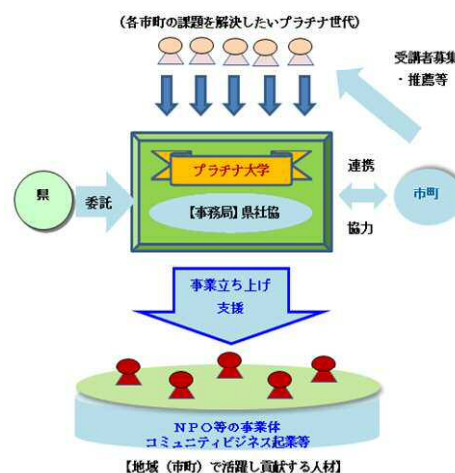 （各市町の課題を解決したいプラチナ世代）
受講者募集
・推薦等
プラチナ大学
県
委託
【事務局】県社協
連携
協力
市町
事業立ち上げ
支援
ＮＰＯ等の事業体
コミュニティビジネス起業等
【地域（市町）で活躍し貢献する人材】